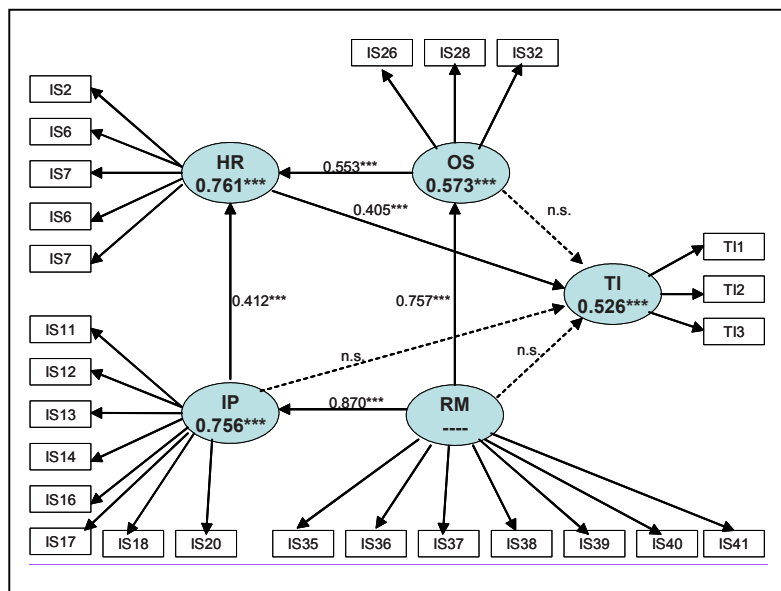 IS26 IS28 IS32
IS2
IS6
IS7
IS6
IS7
HR
0.761***
0.553***
OS
0.573***
n.s.
0.405***
TI
0.526***
TI1
TI2
TI3
0.412***
0.757***
n.s.
n.s.
IS11
IS12
IS13
IS14
IS16
IS17
IP
0.756***
0.870***
RM
----
IS18 IS20 IS35 IS36 IS37 IS38 IS39 IS40 IS41